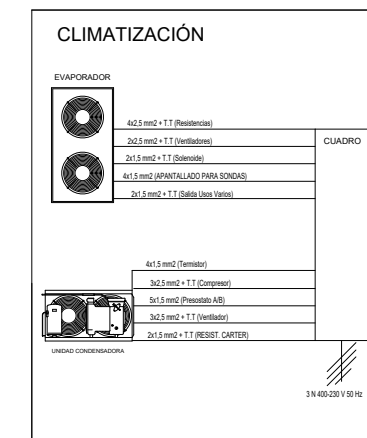 CLIMATIZACIÓN
EVAPORADOR
4x2,5 mm2 + T.T (Resistencias)
2x2,5 mm2 + T.T (Ventiladores)
CUADRO
2x1,5 mm2 + T.T (Solenoide)
4x1,5 mm2 (APANTALLADO PARA SONDAS)
2x1,5 mm2 + T.T (Salida Usos Varios)
4x1,5 mm2 (Termistor)
3x2,5 mm2 + T.T (Compresor)
5x1,5 mm2 (Presostato A/B)
3x2,5 mm2 + T.T (Ventilador)
2x1,5 mm2 + T.T (RESIST. CARTER)
UNIDAD CONDENSADORA
3 N 400-230 V 50 Hz